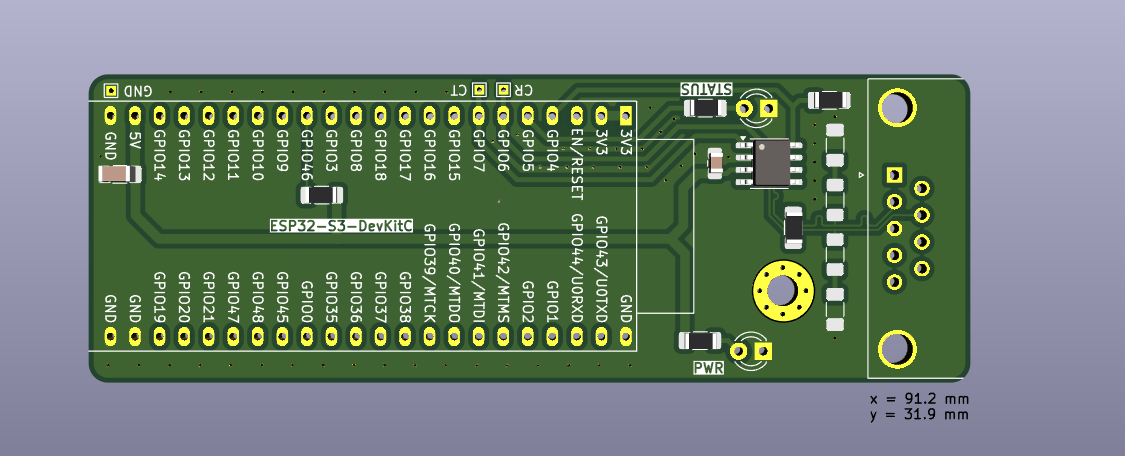 GND
CT
CR
STATUS
GND
5V
GPIO14
GPIO13
GPIO12
GPIO11
GPIO10
GPIO9
GPIO46
GPIO3
GPIO8
GPIO18
GPIO17
GPIO16
GPIO15
GPIO7
GPIO6
GPIO5
GPIO4
EN/RESET
3V3
3V3
ESP32-S3-DevKitC
GND
GND
GPIO19
GPIO20
GPIO21
GPIO47
GPIO48
GPIO45
GPIO0
GPIO35
GPIO36
GPIO37
GPIO38
GPIO39/MTCK
GPIO40/MTDO
GPIO41/MTDI
GPIO42/MTMS
GPIO2
GPIO1
GPIO44/U0RXD
GPIO43/U0TXD
GND
PWR
x = 91.2 mm
y = 31.9 mm